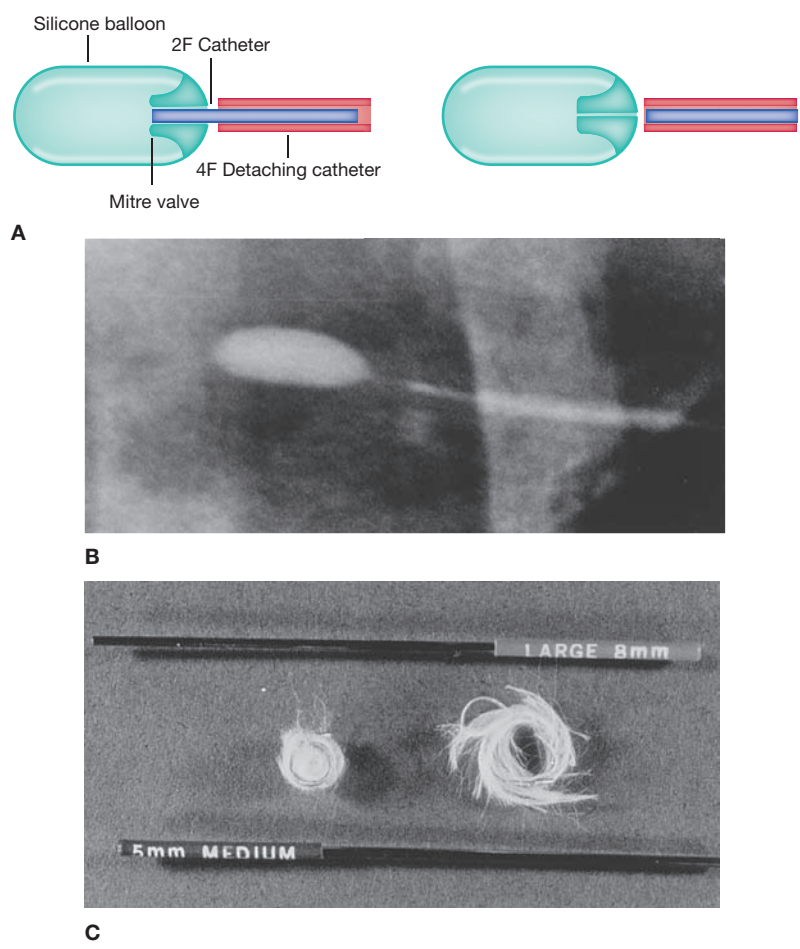 Silicone balloon
2F Catheter
4F Detaching catheter
Mitre valve
A
B
LARGE 8mm
5mm MEDIUM
C